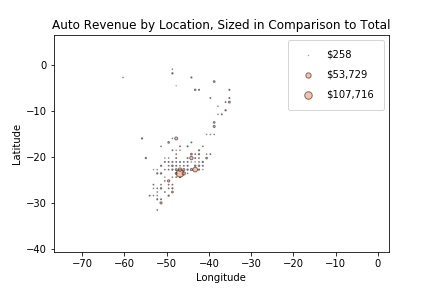 Auto Revenue by Location, Sized in Comparison to Total
$258
$53,729
$107,716
0
−10
−20
−30
−40
Latitude
−70 −60 −50 −40 −30 −20 −10 0
Longitude